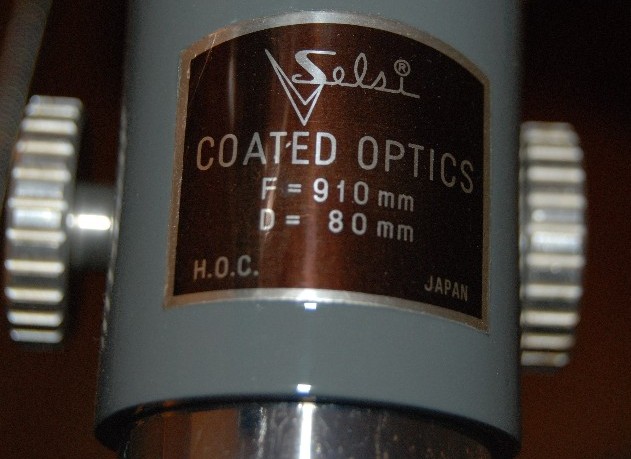 Selsi®
COATED OPTICS
F = 910 mm
D = 80 mm
H.O.C.
JAPAN